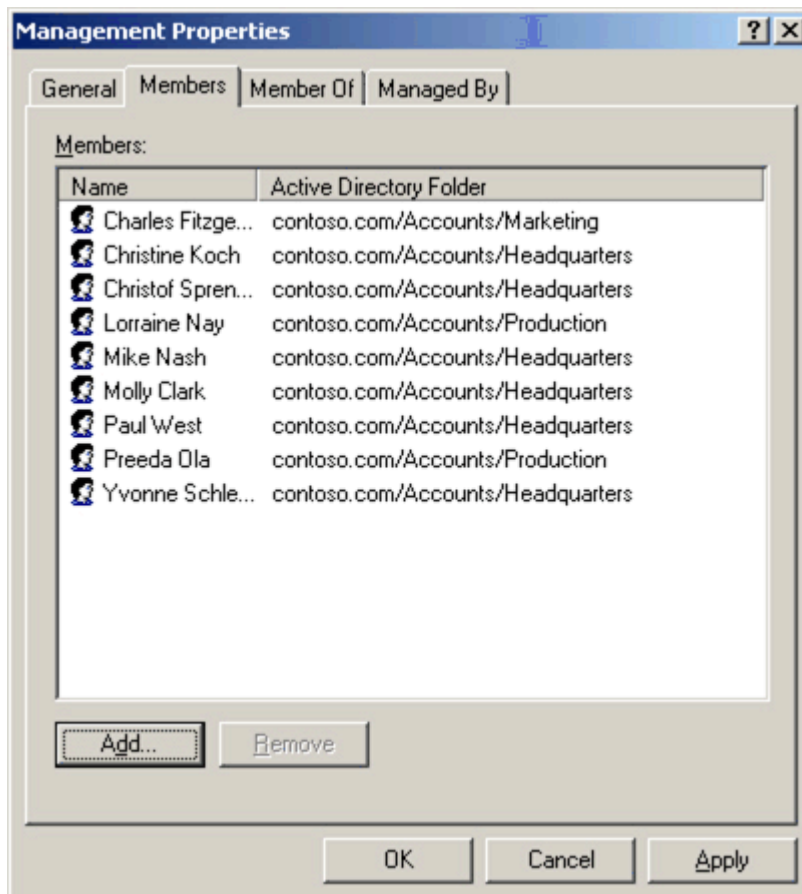 Management Properties
General Members Member Of Managed By
Members:
Name Active Directory Folder
Charles Fitzge... contoso.com/Accounts/Marketing
Christine Koch contoso.com/Accounts/Headquarters
Christof Spren... contoso.com/Accounts/Headquarters
Lorraine Nay contoso.com/Accounts/Production
Mike Nash contoso.com/Accounts/Headquarters
Molly Clark contoso.com/Accounts/Headquarters
Paul West contoso.com/Accounts/Headquarters
Preeda Ola contoso.com/Accounts/Production
Yvonne Schle... contoso.com/Accounts/Headquarters
Add... Remove
OK Cancel Apply